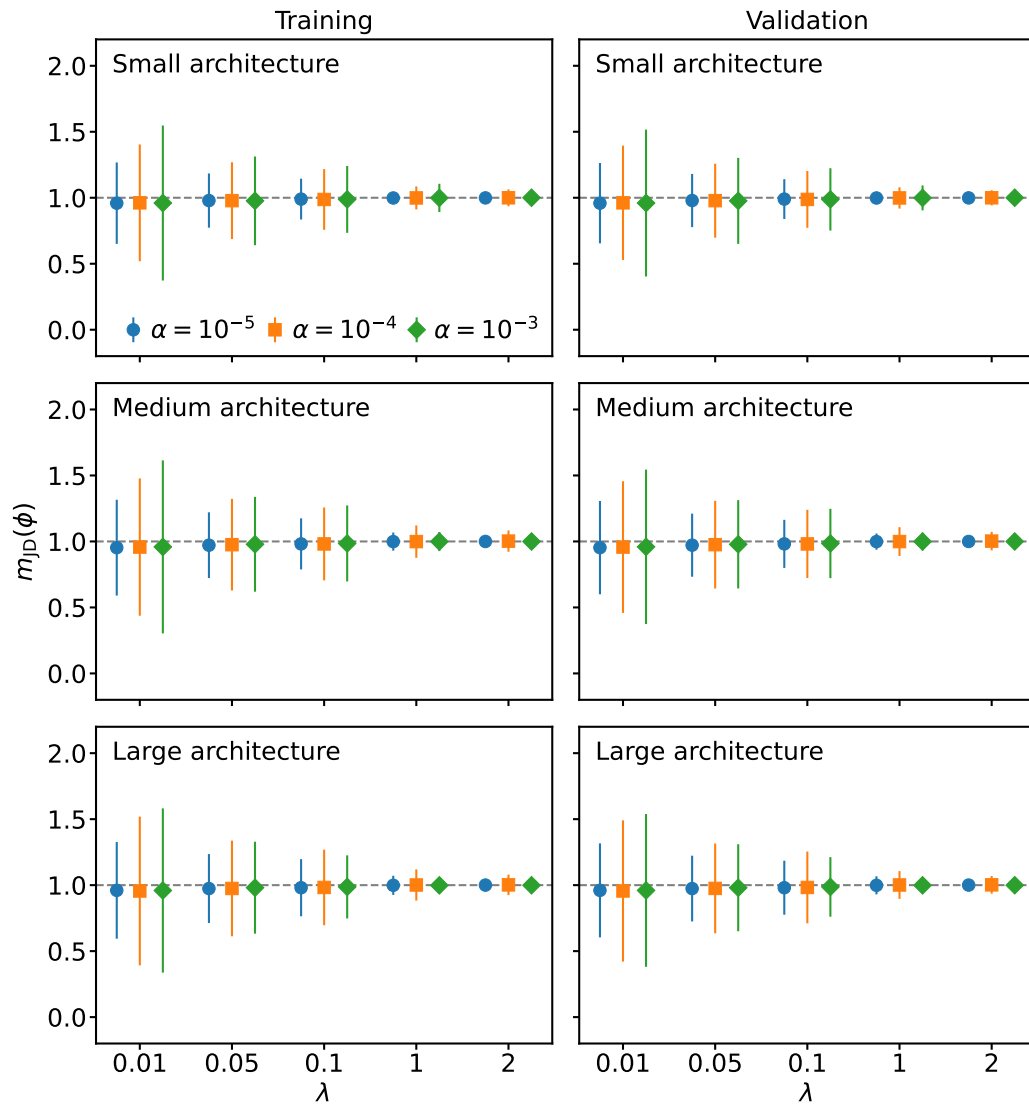 Training Validation
2.0 Small architecture Small architecture
1.5
1.0
0.5
0.0 α = 10⁻⁵ α = 10⁻⁴ α = 10⁻³
2.0 Medium architecture Medium architecture
1.5
1.0
0.5
0.0
m_JD(ϕ)
2.0 Large architecture Large architecture
1.5
1.0
0.5
0.0
0.01 0.05 0.1 1 2 0.01 0.05 0.1 1 2
λ λ